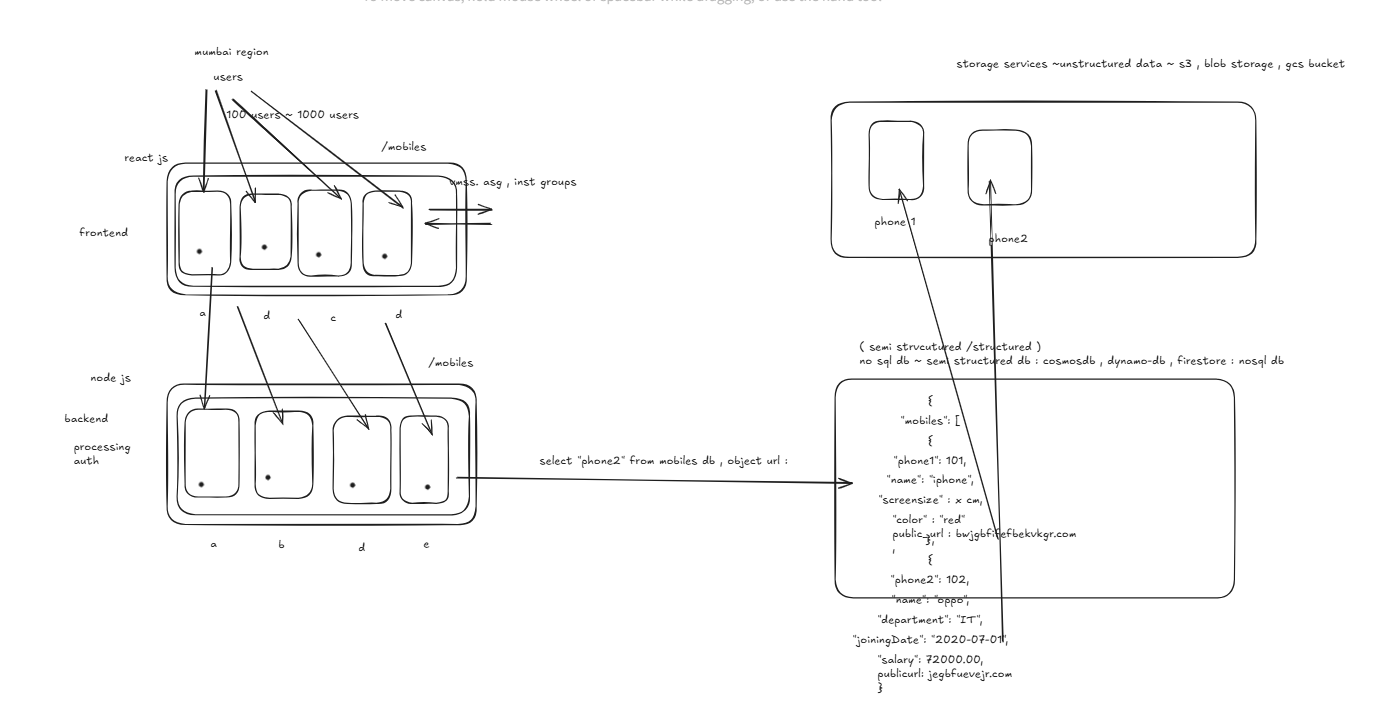 To move canvas, hold mouse wheel or spacebar while dragging, or use the hand tool
mumbai region
users
100 users ~ 1000 users
/mobiles
react js
vmss. asg , inst groups
frontend
a
d
c
d
/mobiles
node js
backend
processing
auth
a
b
d
e
select "phone2" from mobiles db , object url :
storage services ~unstructured data ~ s3 , blob storage , gcs bucket
phone 1
phone2
( semi strvcutured /structured )
no sql db ~ semi structured db : cosmosdb , dynamo-db , firestore : nosql db
{
"mobiles": [
{
"phone1": 101,
"name": "iphone",
"screensize" : x cm,
"color" : "red"
public_url : bwjgbfifefbekvkgr.com
},
,
{
"phone2": 102,
"name": "oppo",
"department": "IT",
"joiningDate": "2020-07-01",
"salary": 72000.00,
publicurl: jegbfuevejr.com
}